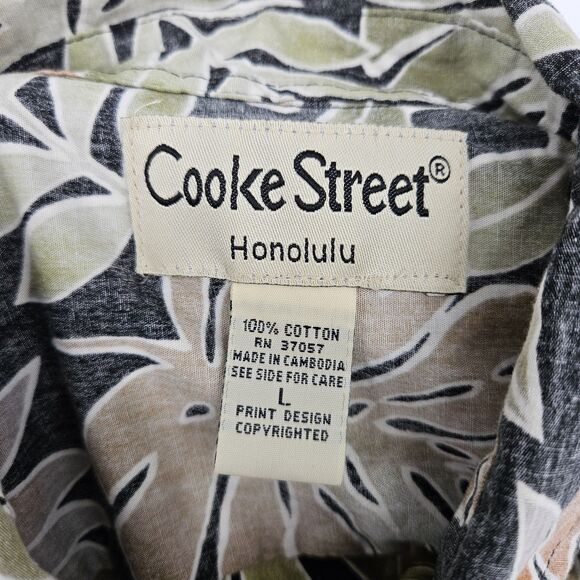 Cooke Street®
Honolulu
100% COTTON
RN 37057
MADE IN CAMBODIA
SEE SIDE FOR CARE
L
PRINT DESIGN
COPYRIGHTED